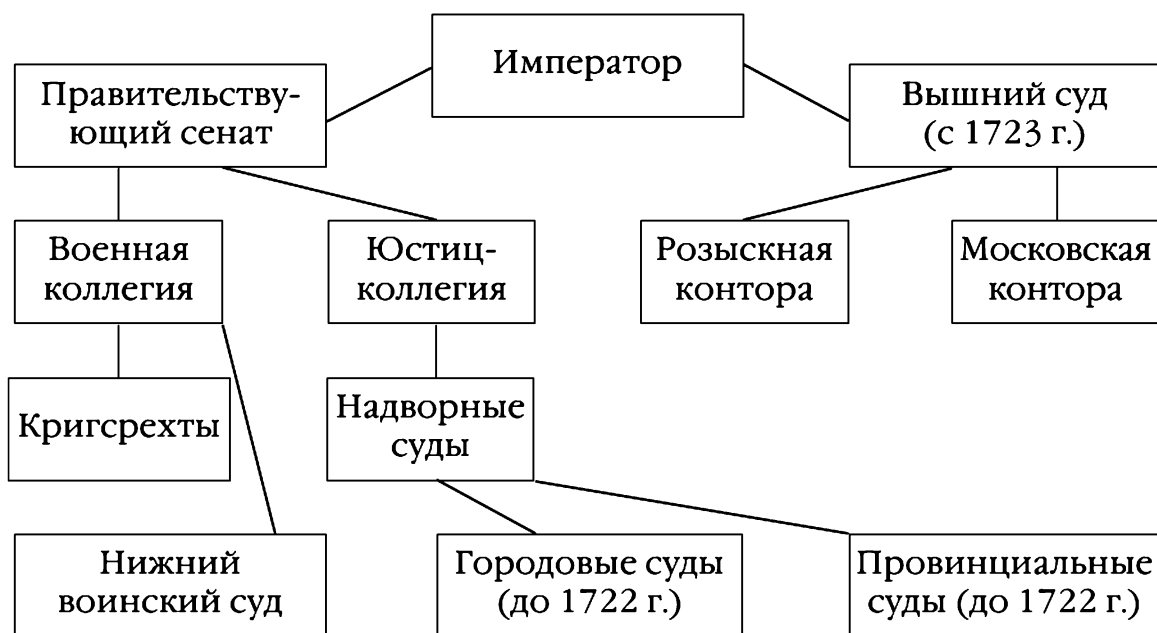 Император
Правительству-
ющий сенат
Вышний суд
(с 1723 г.)
Военная
коллегия
Юстиц-
коллегия
Розыскная
контора
Московская
контора
Кригсрехты
Надворные
суды
Нижний
воинский суд
Городовые суды
(до 1722 г.)
Провинциальные
суды (до 1722 г.)